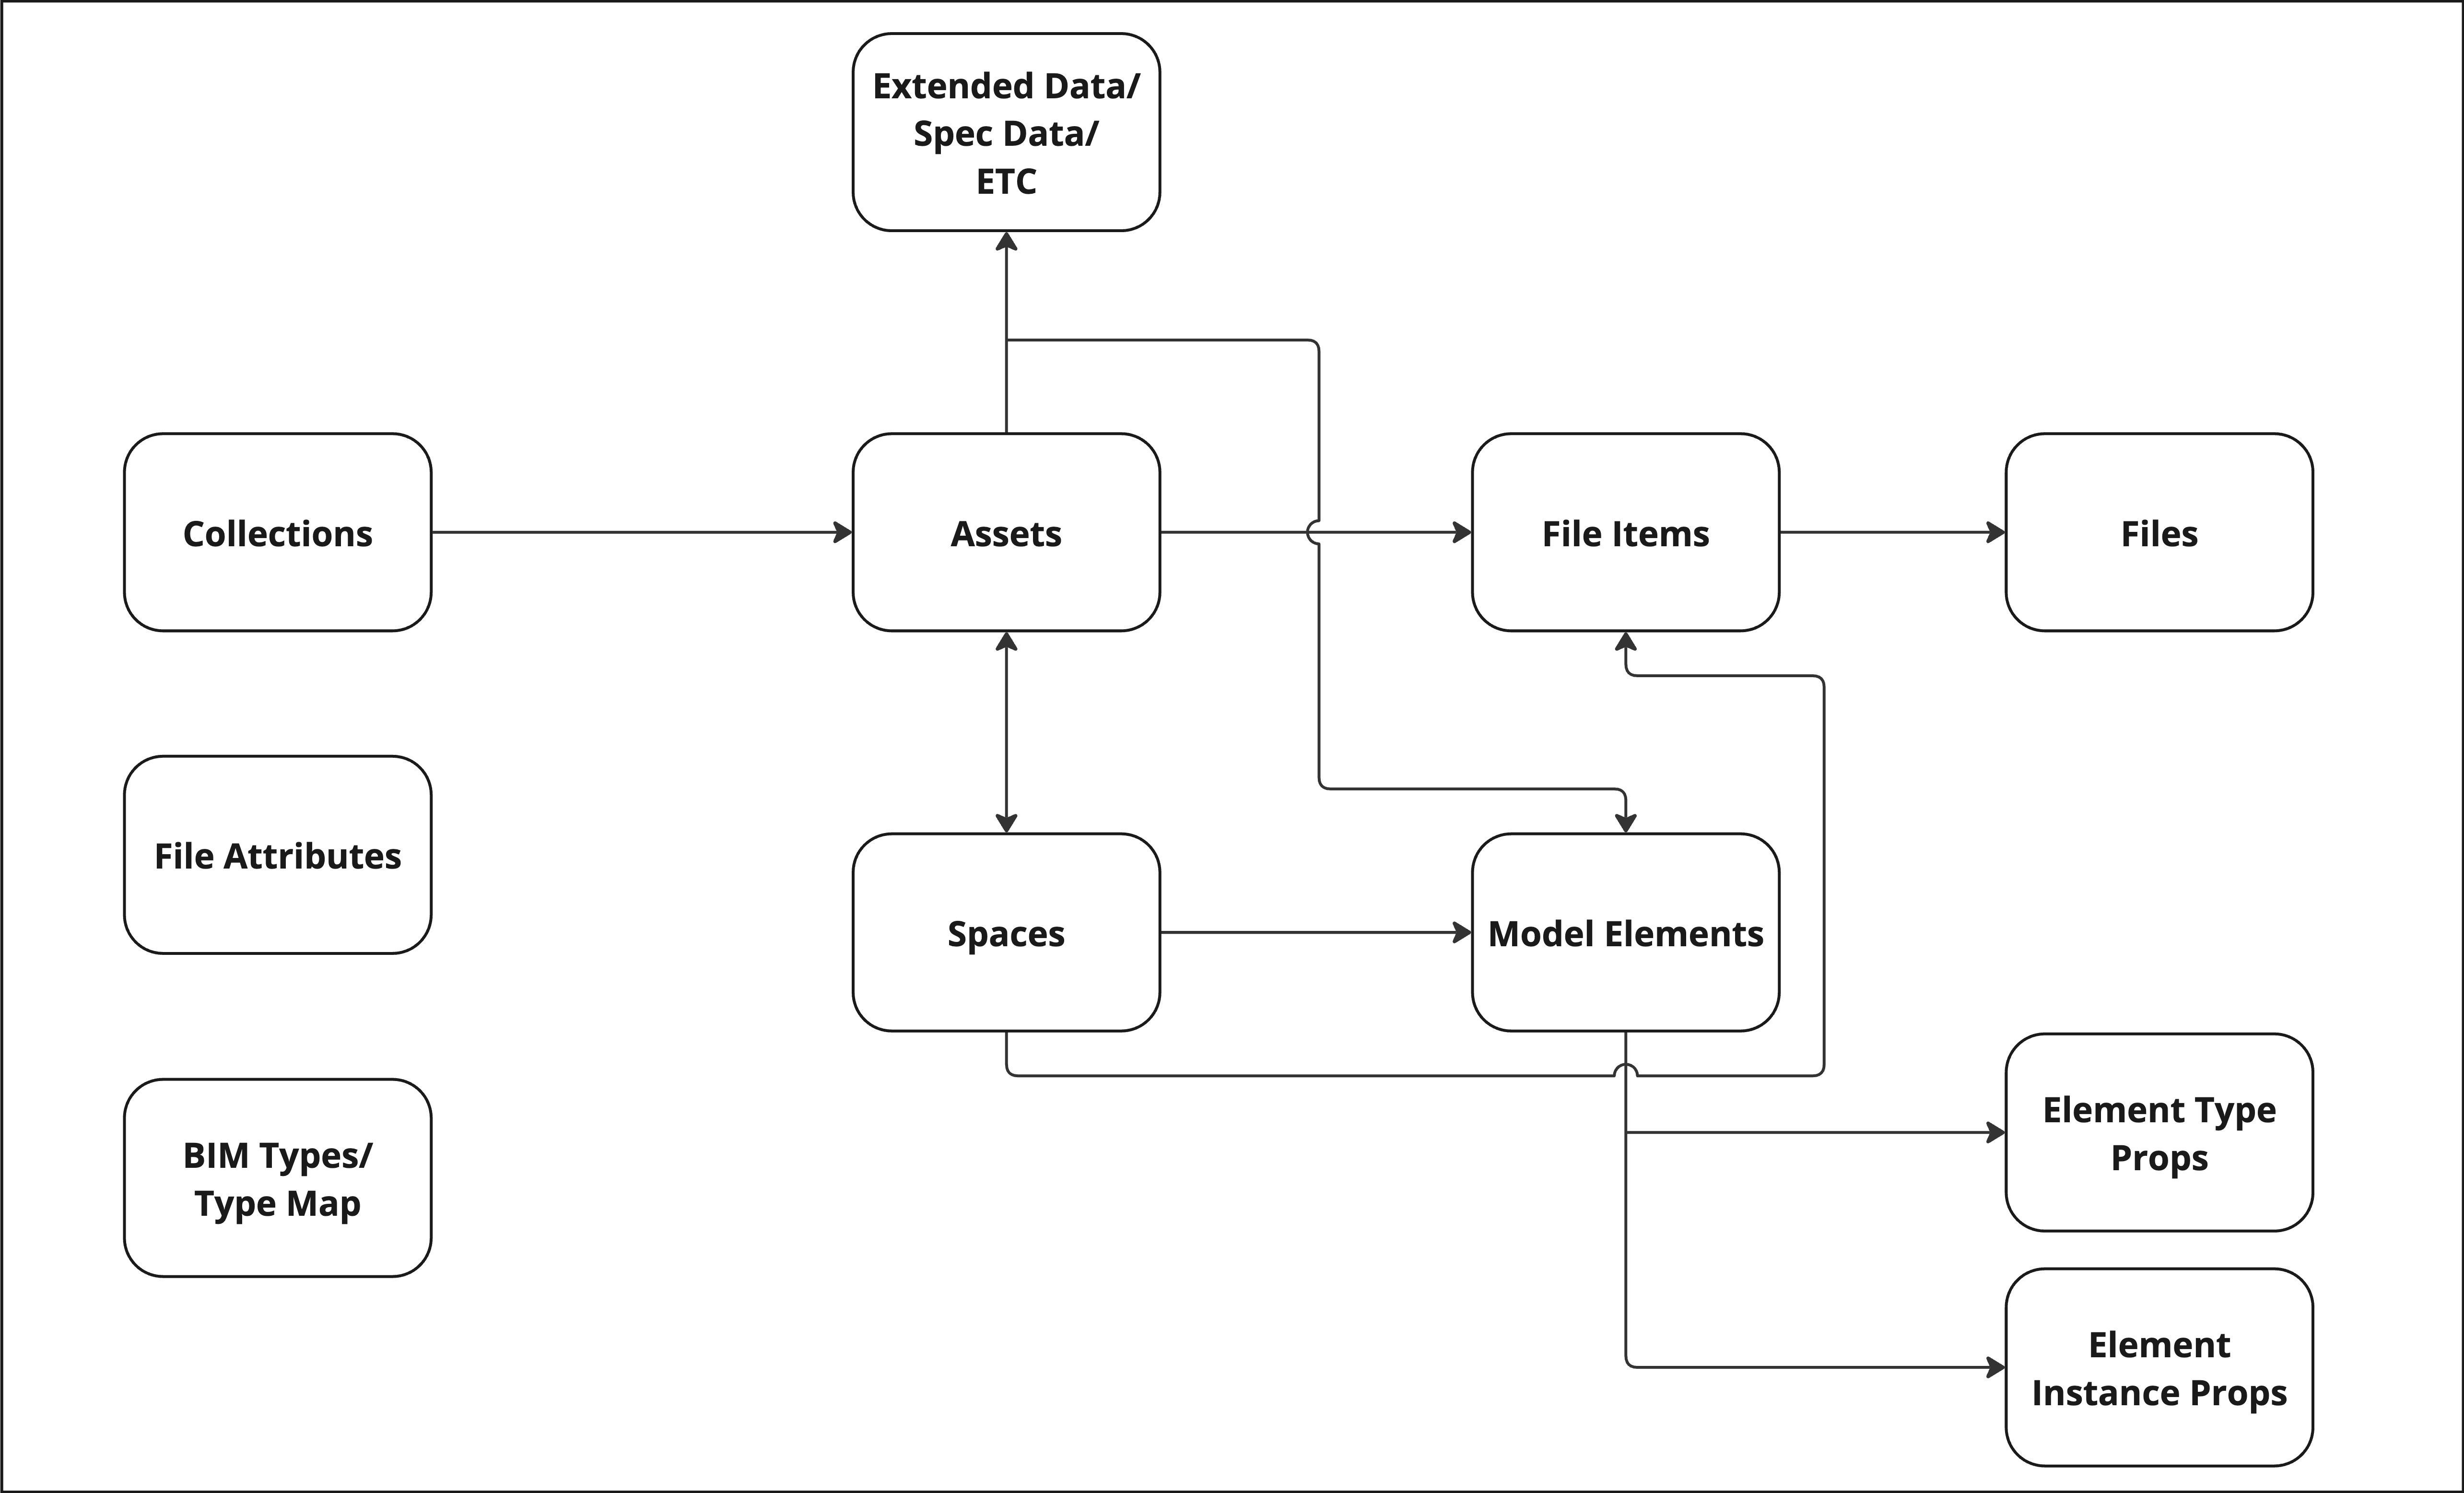 Extended Data/
Spec Data/
ETC
Collections
Assets
File Items
Files
File Attributes
Spaces
Model Elements
BIM Types/
Type Map
Element Type
Props
Element
Instance Props